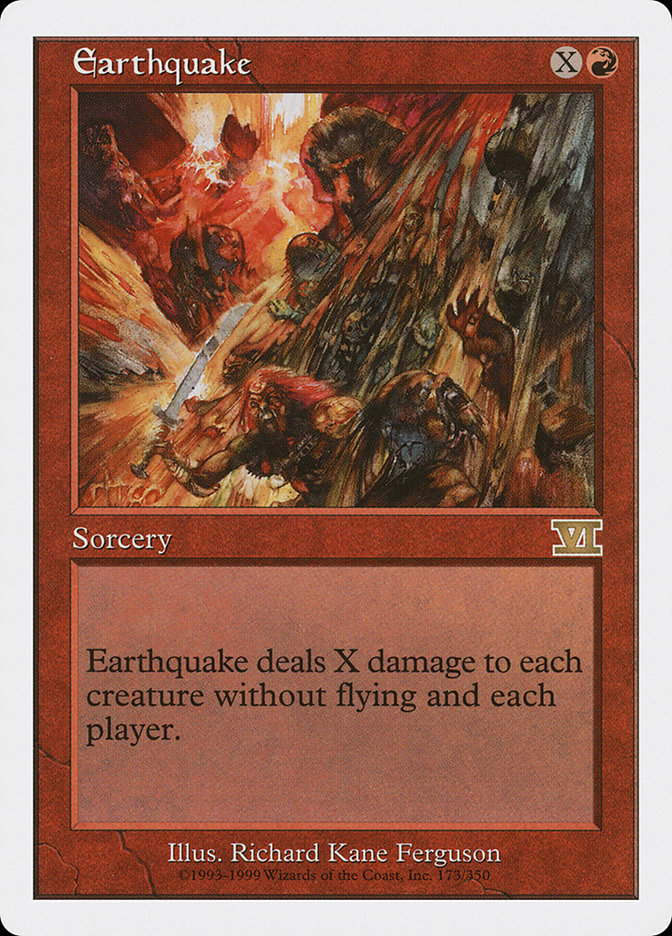 Earthquake X
Sorcery VI
Earthquake deals X damage to each
creature without flying and each
player.
Illus. Richard Kane Ferguson
©1993-1999 Wizards of the Coast, Inc. 173/350